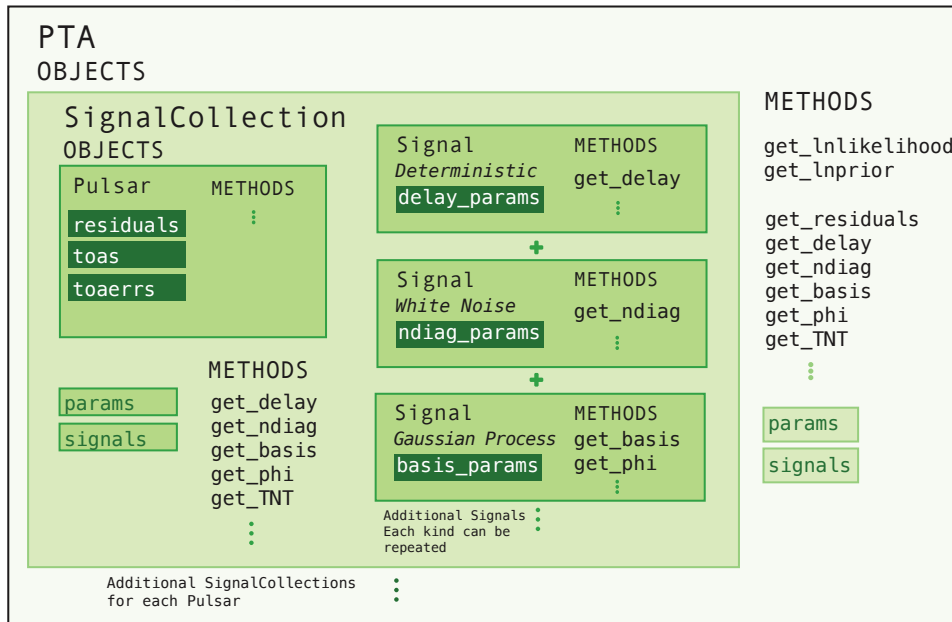 PTA
OBJECTS
SignalCollection
OBJECTS
Pulsar
METHODS
residuals
toas
toaerrs
params
signals
METHODS
get_delay
get_ndiag
get_basis
get_phi
get_TNT
Signal
Deterministic
delay_params
METHODS
get_delay
+
Signal
White Noise
ndiag_params
METHODS
get_ndiag
+
Signal
Gaussian Process
basis_params
METHODS
get_basis
get_phi
Additional Signals
Each kind can be
repeated
Additional SignalCollections
for each Pulsar
METHODS
get_lnlikelihood
get_lnprior
get_residuals
get_delay
get_ndiag
get_basis
get_phi
get_TNT
params
signals